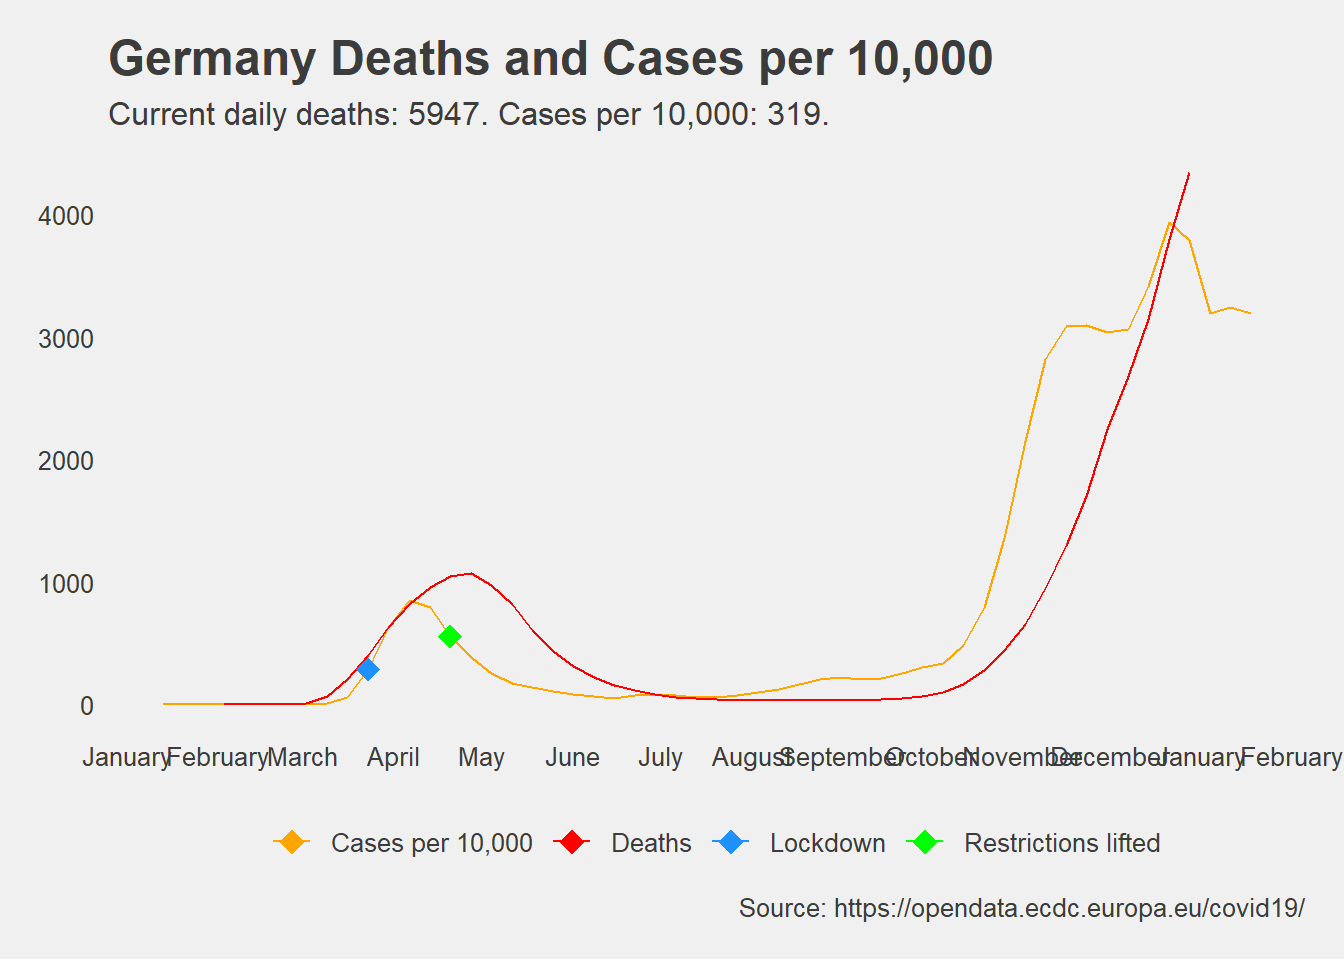 Germany Deaths and Cases per 10,000
Current daily deaths: 5947. Cases per 10,000: 319.
4000
3000
2000
1000
0
January February March April May June July August September October November December January February
Cases per 10,000 Deaths Lockdown Restrictions lifted
Source: https://opendata.ecdc.europa.eu/covid19/